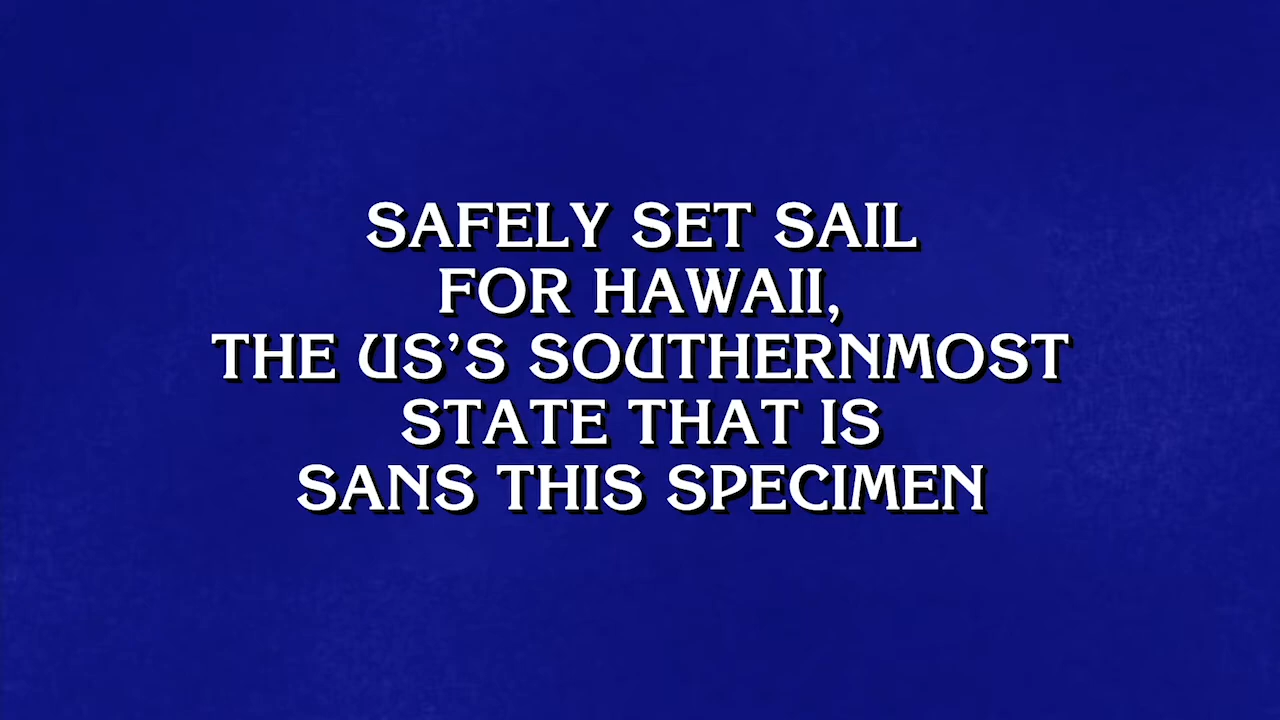 SAFELY SET SAIL
FOR HAWAII,
THE US'S SOUTHERNMOST
STATE THAT IS
SANS THIS SPECIMEN